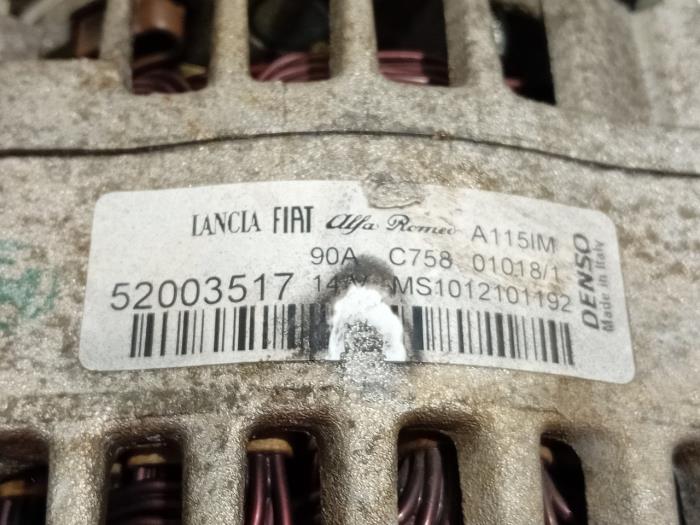 LANCIA FIAT Alfa Romeo A115IM
90A C758 01018/1
52003517 14V MS1012101192
DENSO
Made in Italy